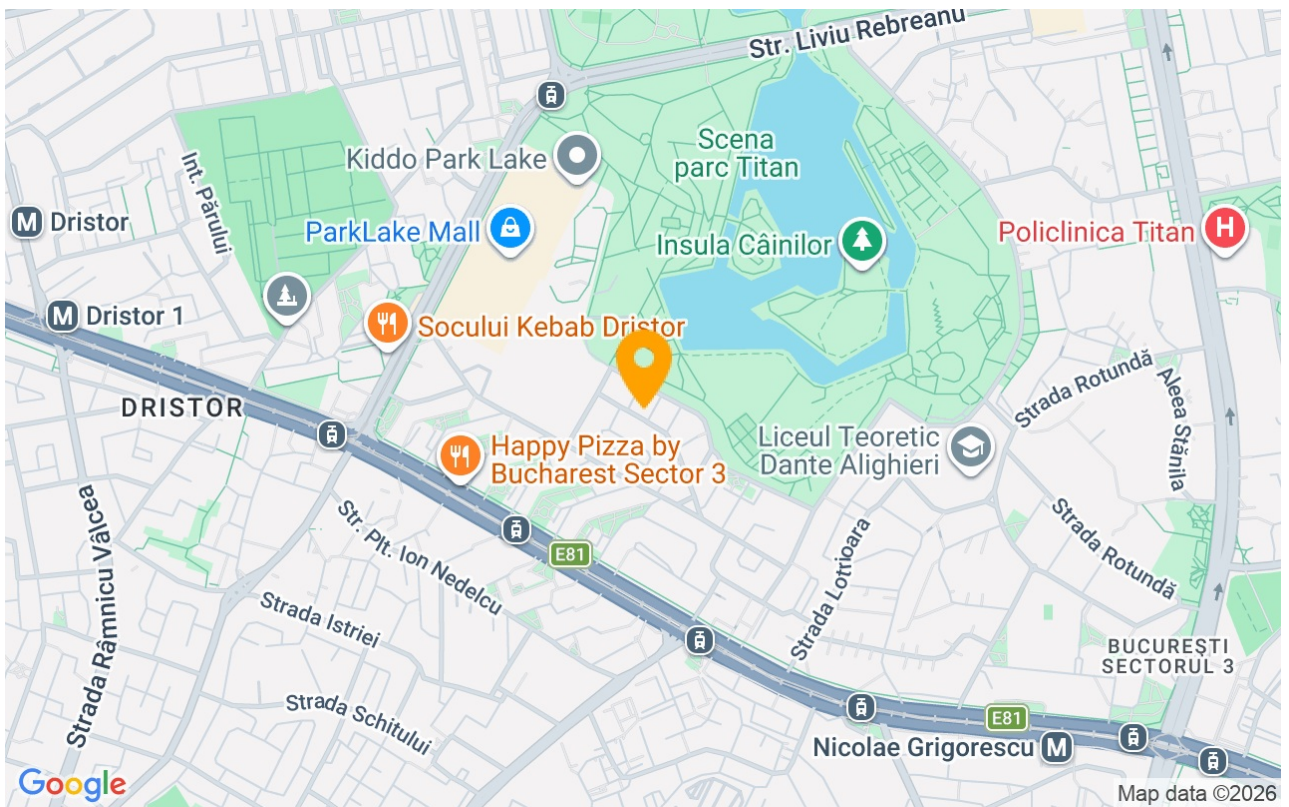 Str. Liviu Rebreanu
Kiddo Park Lake
Scena
parc Titan
Int. Părului
M Dristor
ParkLake Mall
Insula Câinilor
Policlinica Titan
H
M Dristor 1
Socului Kebab Dristor
DRISTOR
Strada Rotundă
Aleea Stănila
Happy Pizza by
Bucharest Sector 3
Liceul Teoretic
Dante Alighieri
Strada Râmnicu Vâlcea
Str. Plt. Ion Nedelcu
E81
Strada Lotrioara
Strada Rotundă
Strada Istriei
BUCUREȘTI
SECTORUL 3
Strada Schitului
E81
Nicolae Grigorescu M
Google
Map data ©2026